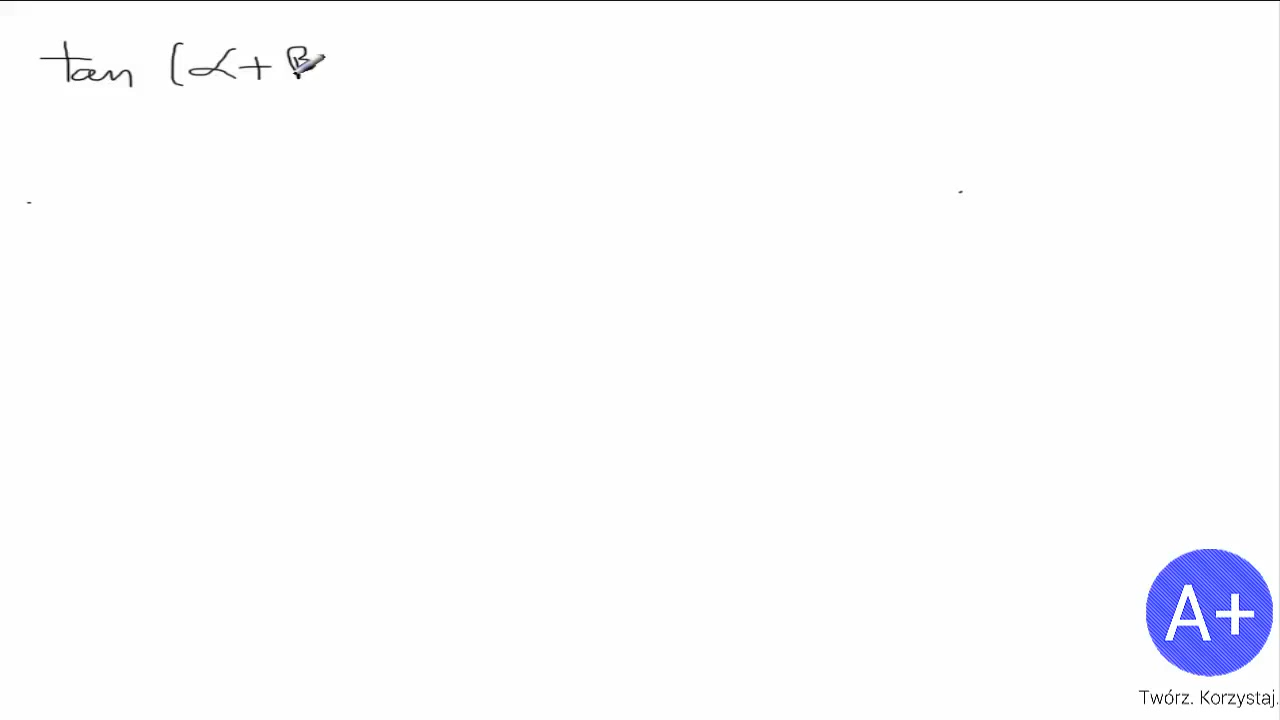 tan (α+ β
A+
Twórz. Korzystaj.